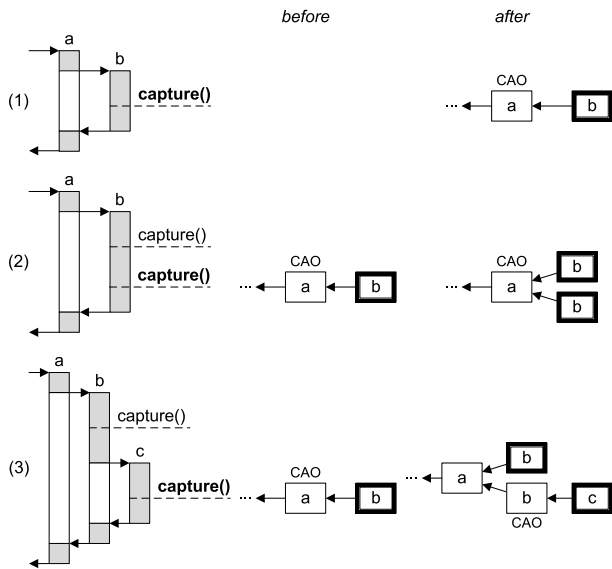 before after
a
b
capture()
(1)
CAO
... a b
a
b
capture()
(2)
capture()
CAO
... a b
CAO
... a b
b
a
b
capture()
c
(3)
capture()
CAO
... a b
... a b
b c
CAO